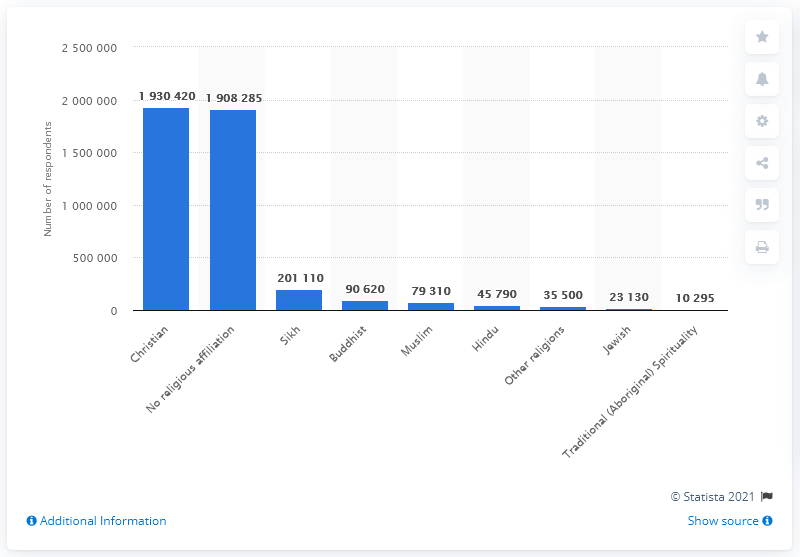 2 500 000
2 000 000
1 500 000
1 000 000
500 000
0
Number of respondents
1 930 420
1 908 285
201 110
90 620
79 310
45 790
35 500
23 130
10 295
Christian
No religious affiliation
Sikh
Buddhist
Muslim
Hindu
Other religions
Jewish
Traditional (Aboriginal) Spirituality
© Statista 2021
Additional Information
Show source